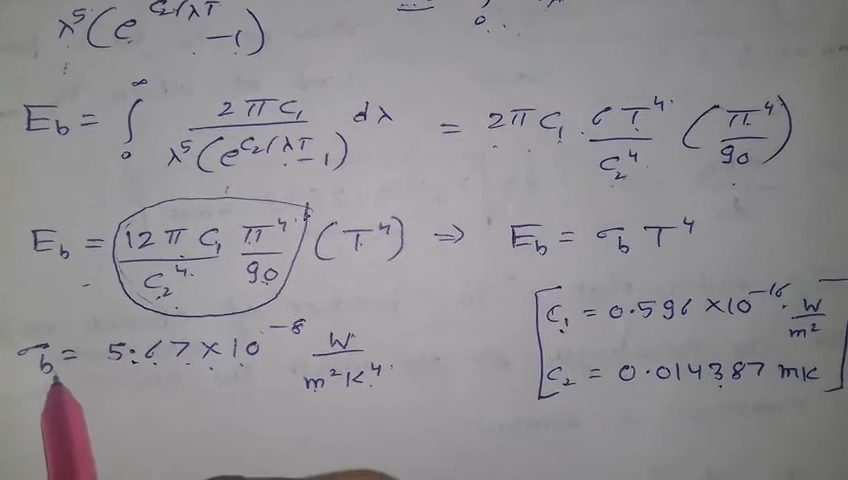 λ⁵(e^(C₂/λT) −1)
0
E_b = ∫₀^∞ 2πC₁ / λ⁵(e^(C₂/λT) −1) dλ = 2πC₁ · 6T⁴/C₂⁴ (π⁴/90)
E_b = 12πC₁/C₂⁴ π⁴/90 (T⁴) ⇒ E_b = σ_b T⁴
σ_b = 5.67×10⁻⁸ W/m²K⁴
C₁ = 0.596×10⁻¹⁶ W/m²
C₂ = 0.014387 mK